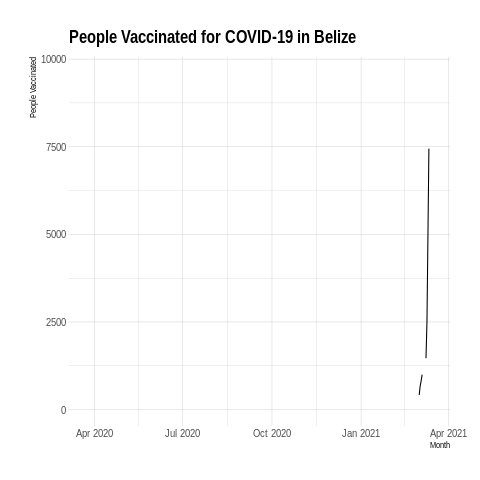 People Vaccinated for COVID-19 in Belize
People Vaccinated
10000
7500
5000
2500
0
Apr 2020 Jul 2020 Oct 2020 Jan 2021 Apr 2021
Month